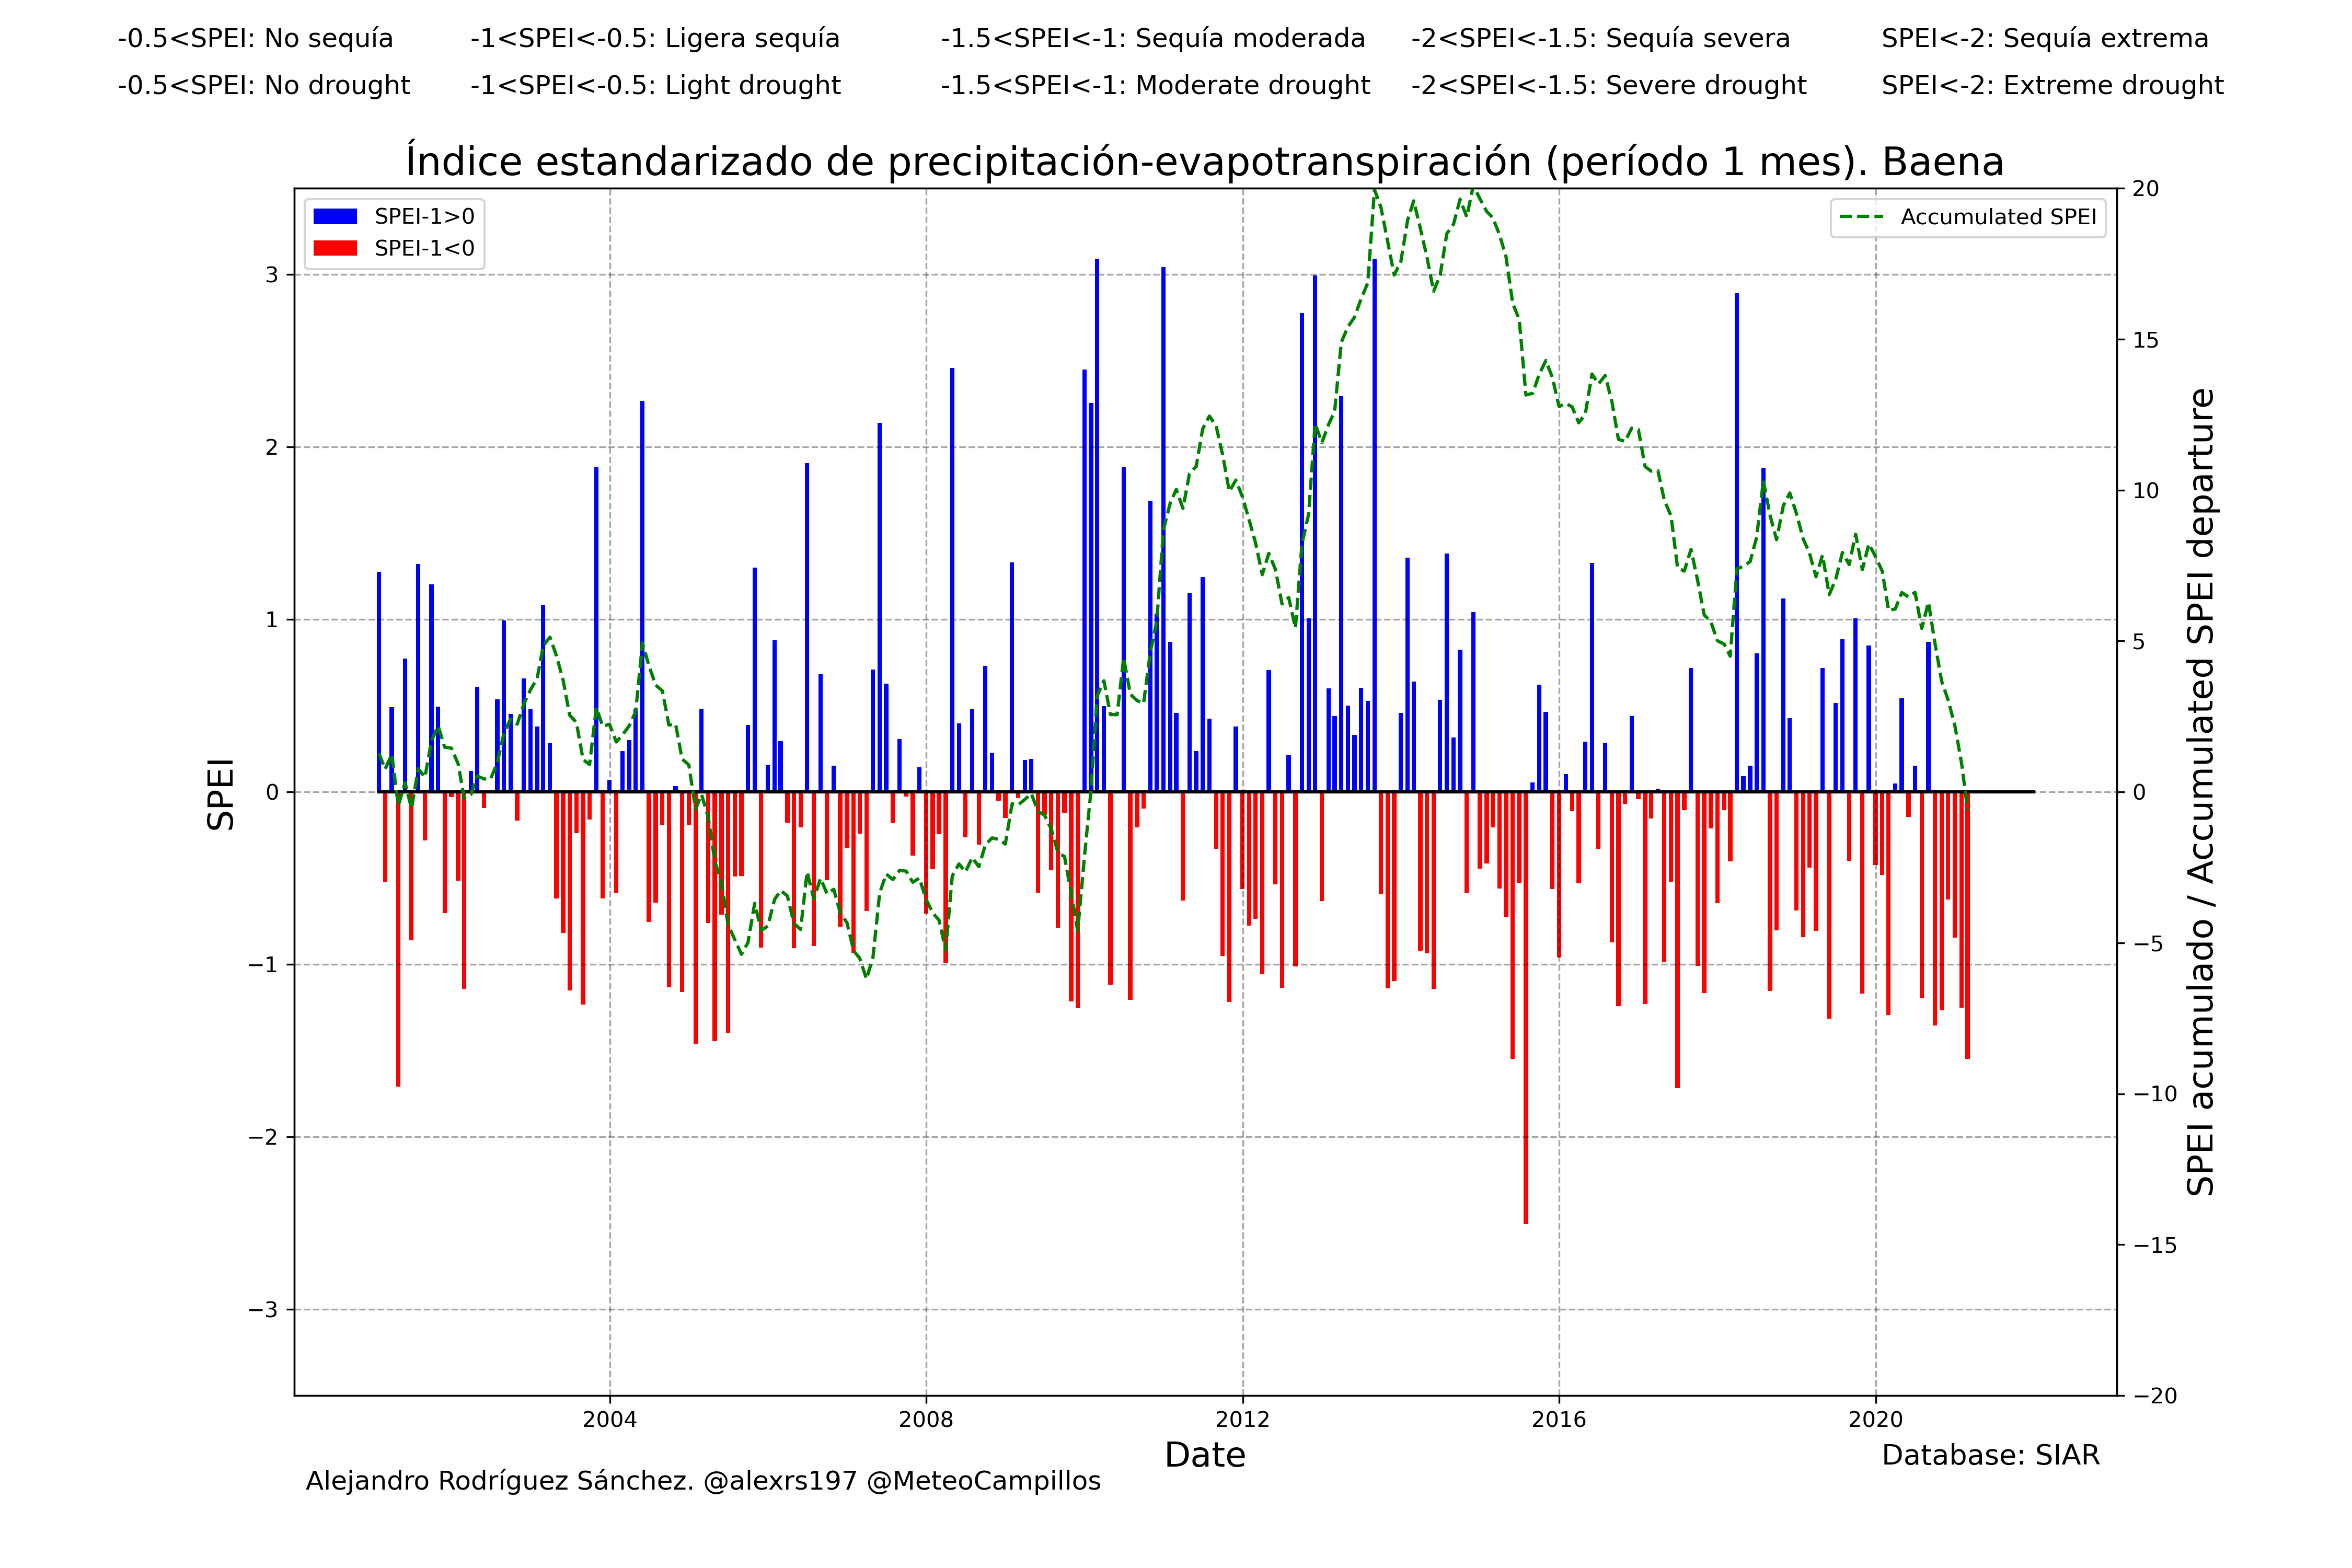 -0.5<SPEI: No sequía -1<SPEI<-0.5: Ligera sequía -1.5<SPEI<-1: Sequía moderada -2<SPEI<-1.5: Sequía severa SPEI<-2: Sequía extrema
-0.5<SPEI: No drought -1<SPEI<-0.5: Light drought -1.5<SPEI<-1: Moderate drought -2<SPEI<-1.5: Severe drought SPEI<-2: Extreme drought
Índice estandarizado de precipitación-evapotranspiración (período 1 mes). Baena
SPEI-1>0
SPEI-1<0
Accumulated SPEI
SPEI
3
2
1
0
−1
−2
−3
20
15
10
5
0
−5
−10
−15
−20
SPEI acumulado / Accumulated SPEI departure
2004 2008 2012 2016 2020
Date
Database: SIAR
Alejandro Rodríguez Sánchez. @alexrs197 @MeteoCampillos